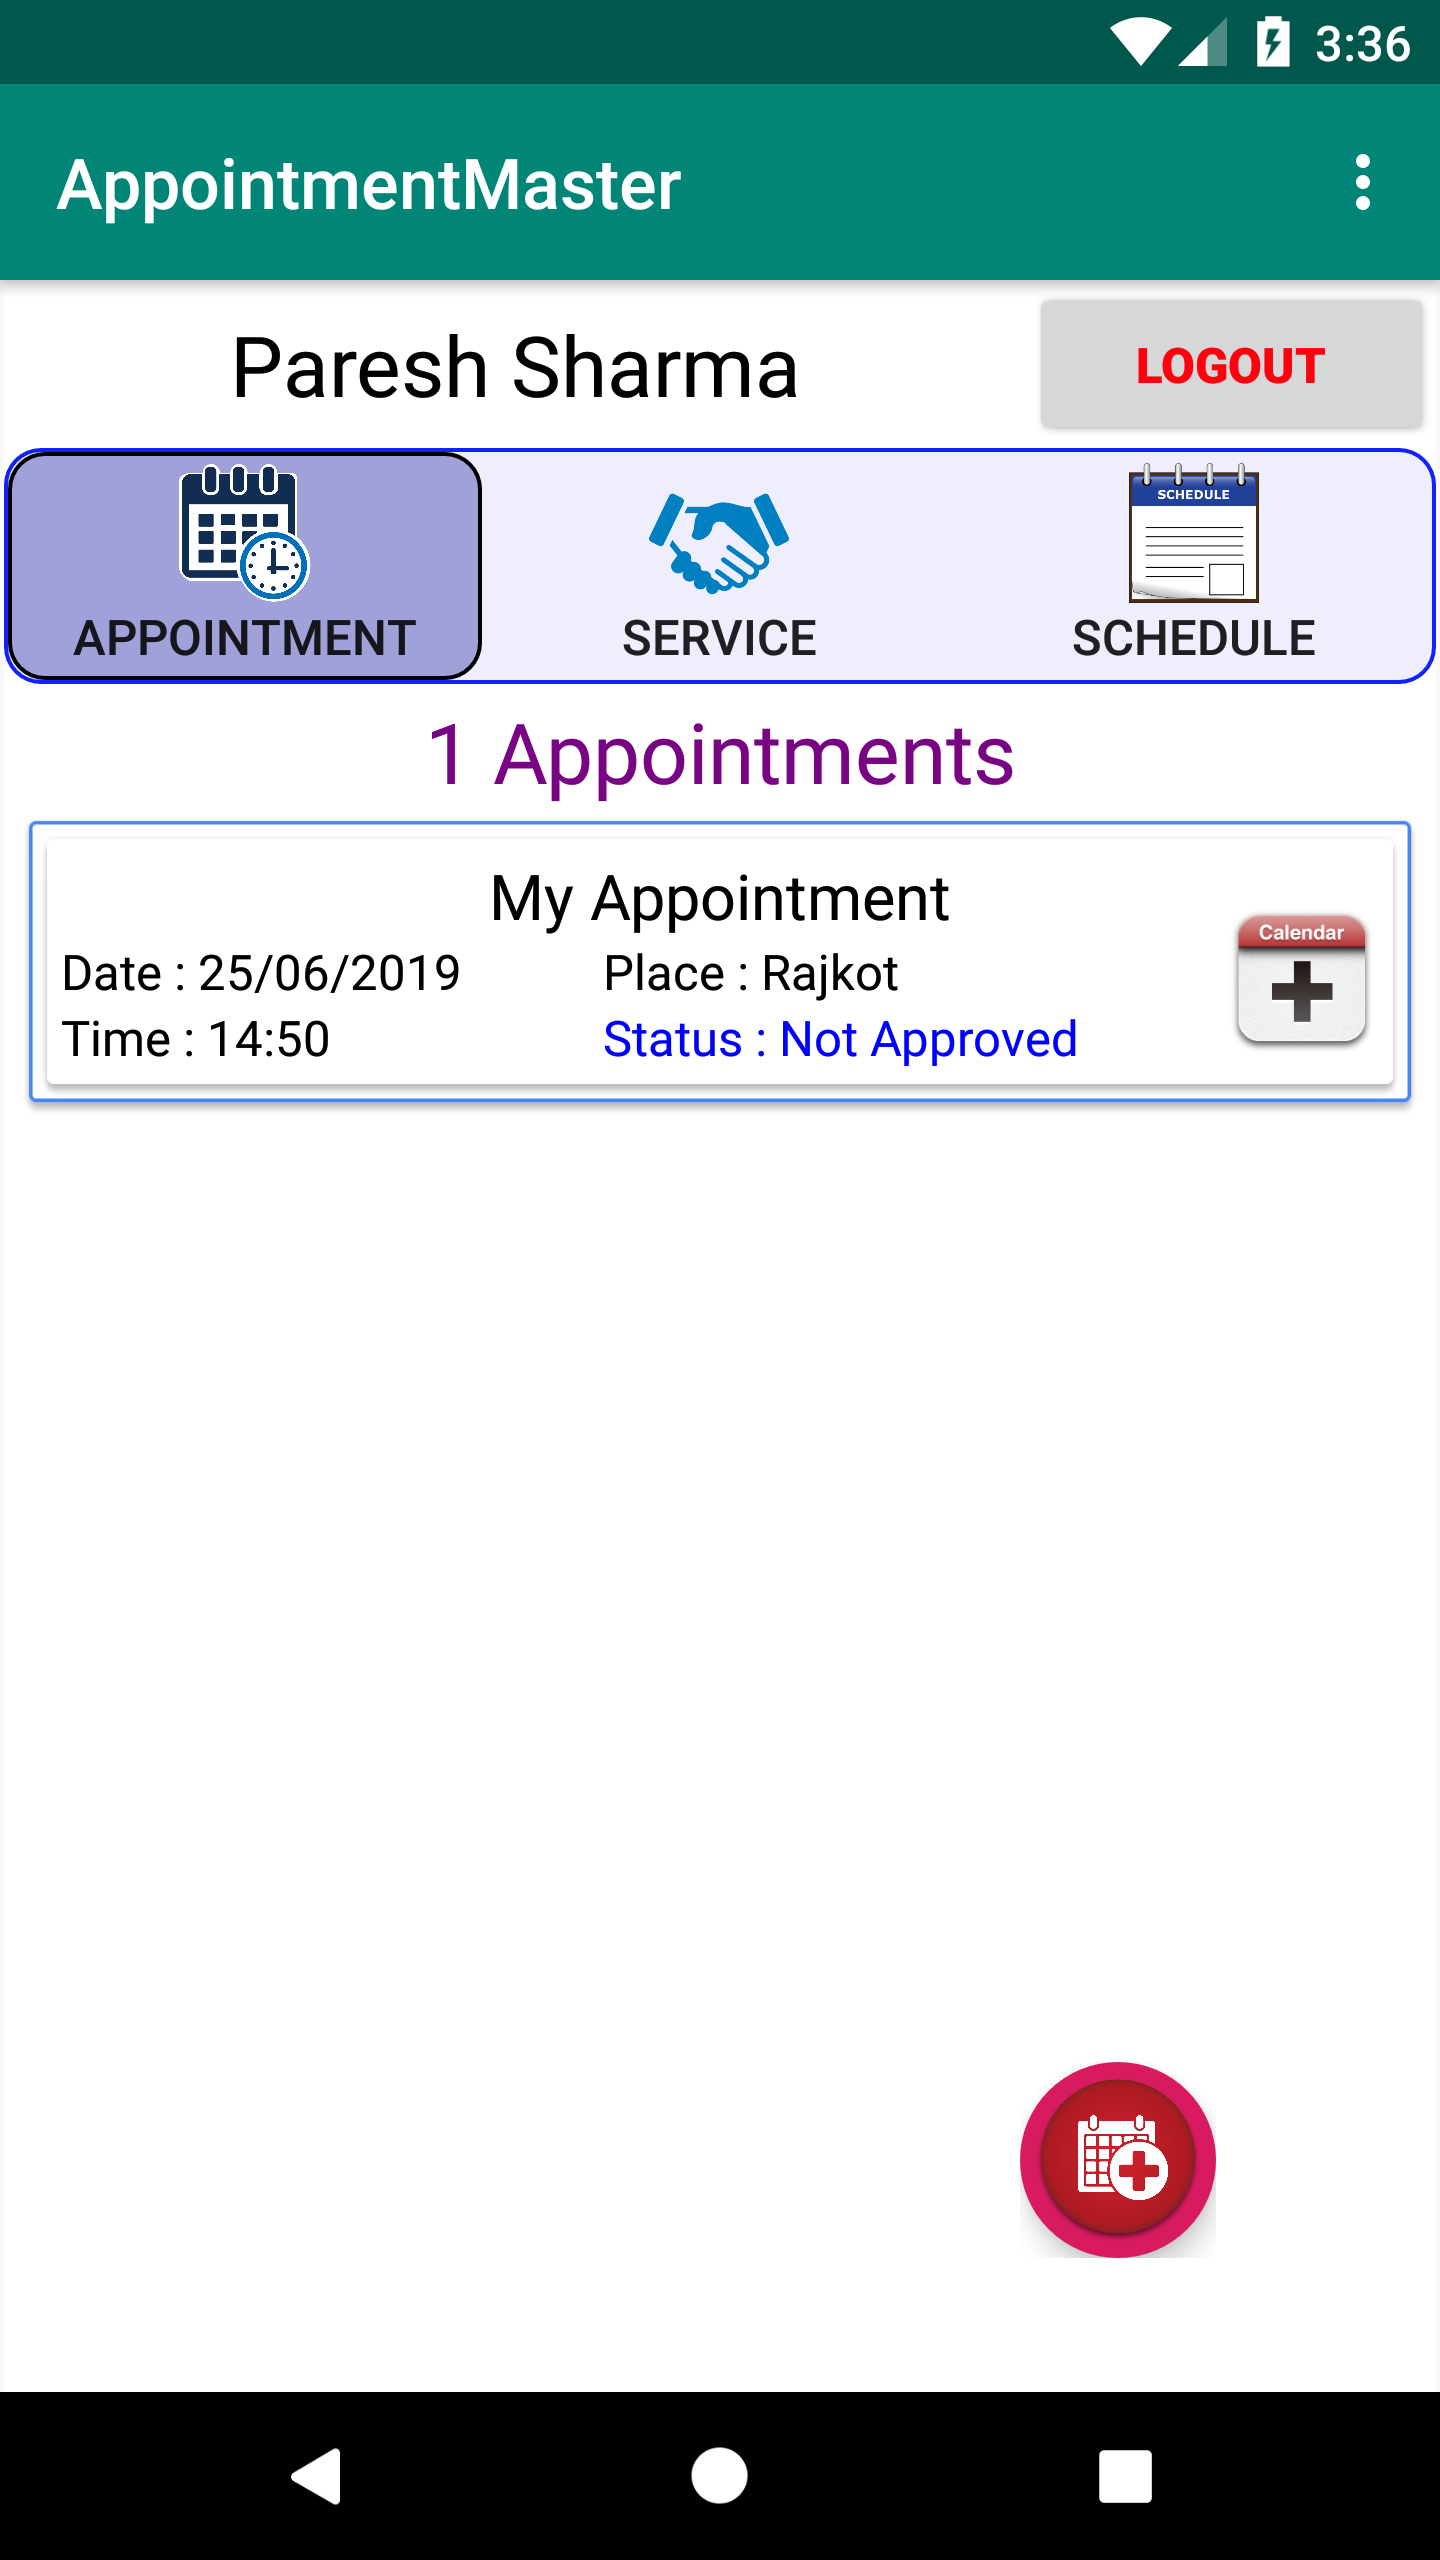 3:36
AppointmentMaster
Paresh Sharma
LOGOUT
SCHEDULE
APPOINTMENT
SERVICE
SCHEDULE
1 Appointments
My Appointment
Calendar
Date : 25/06/2019
Place : Rajkot
Time : 14:50
Status : Not Approved